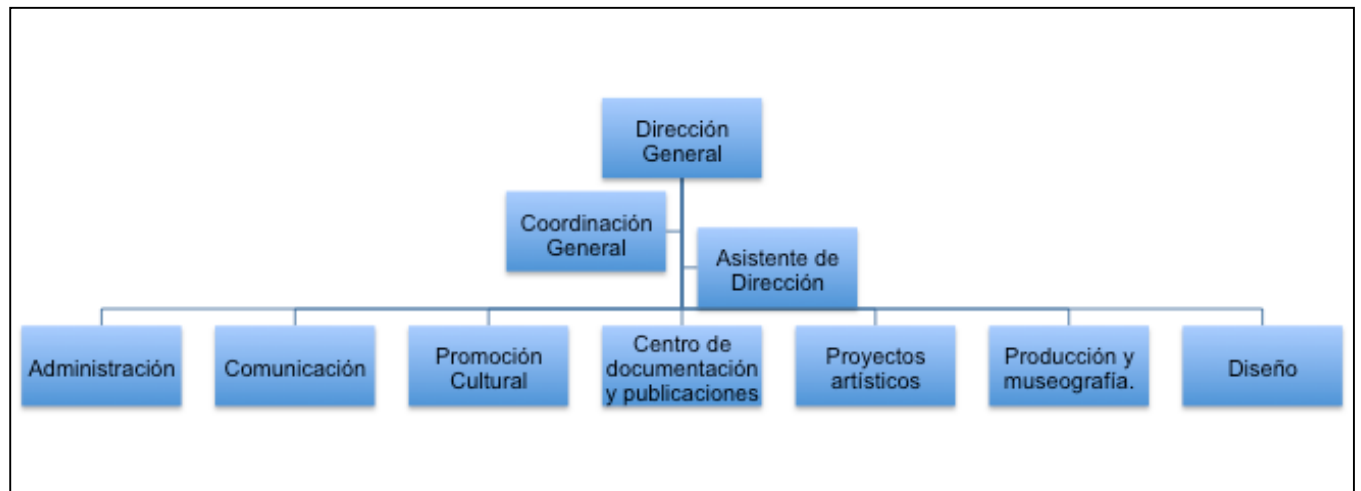 Dirección
General
Coordinación
General
Asistente de
Dirección
Administración
Comunicación
Promoción
Cultural
Centro de
documentación
y publicaciones
Proyectos
artísticos
Producción y
museografía.
Diseño